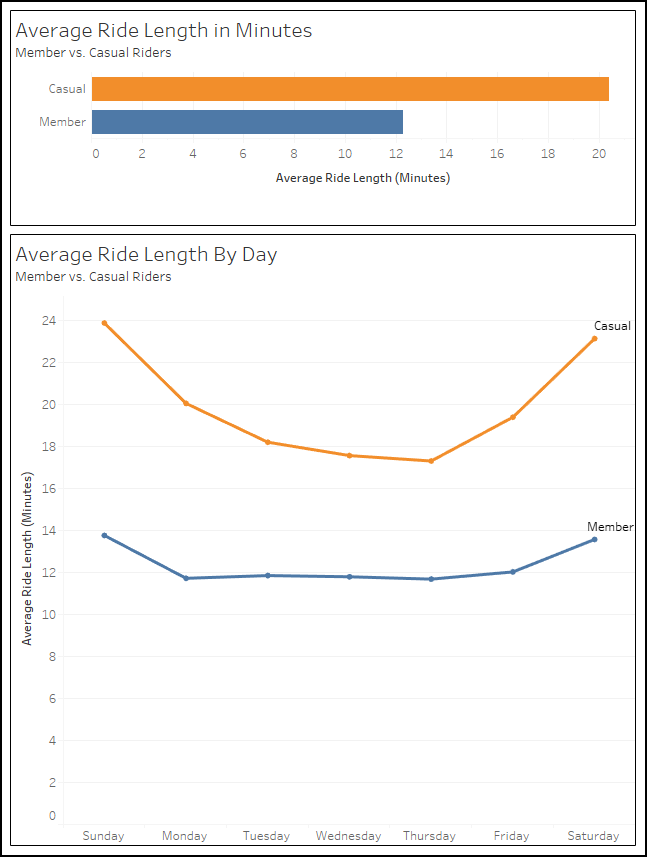 Average Ride Length in Minutes
Member vs. Casual Riders
Casual
Member
0 2 4 6 8 10 12 14 16 18 20
Average Ride Length (Minutes)
Average Ride Length By Day
Member vs. Casual Riders
Average Ride Length (Minutes)
24
22
20
18
16
14
12
10
8
6
4
2
0
Casual
Member
Sunday Monday Tuesday Wednesday Thursday Friday Saturday